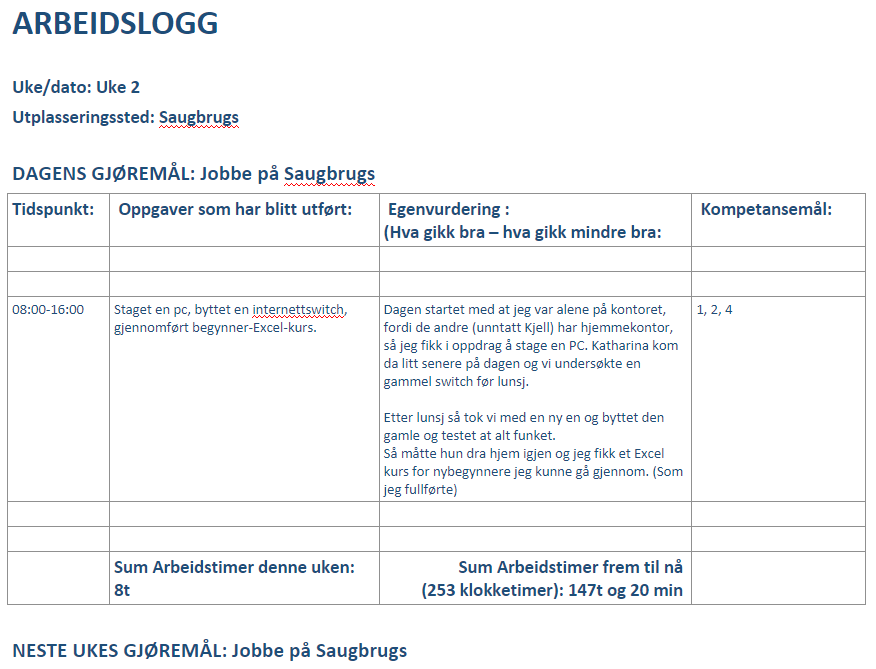 ARBEIDSLOGG
Uke/dato: Uke 2
Utplasseringssted: Saugbrugs
DAGENS GJØREMÅL: Jobbe på Saugbrugs
Tidspunkt:
Oppgaver som har blitt utført:
Egenvurdering :
(Hva gikk bra – hva gikk mindre bra:
Kompetansemål:
08:00-16:00
Staget en pc, byttet en internettswitch,
gjennomført begynner-Excel-kurs.
Dagen startet med at jeg var alene på kontoret,
fordi de andre (unntatt Kjell) har hjemmekontor,
så jeg fikk i oppdrag å stage en PC. Katharina kom
da litt senere på dagen og vi undersøkte en
gammel switch før lunsj.
Etter lunsj så tok vi med en ny en og byttet den
gamle og testet at alt funket.
Så måtte hun dra hjem igjen og jeg fikk et Excel
kurs for nybegynnere jeg kunne gå gjennom. (Som
jeg fullførte)
1, 2, 4
Sum Arbeidstimer denne uken:
8t
Sum Arbeidstimer frem til nå
(253 klokketimer): 147t og 20 min
NESTE UKES GJØREMÅL: Jobbe på Saugbrugs